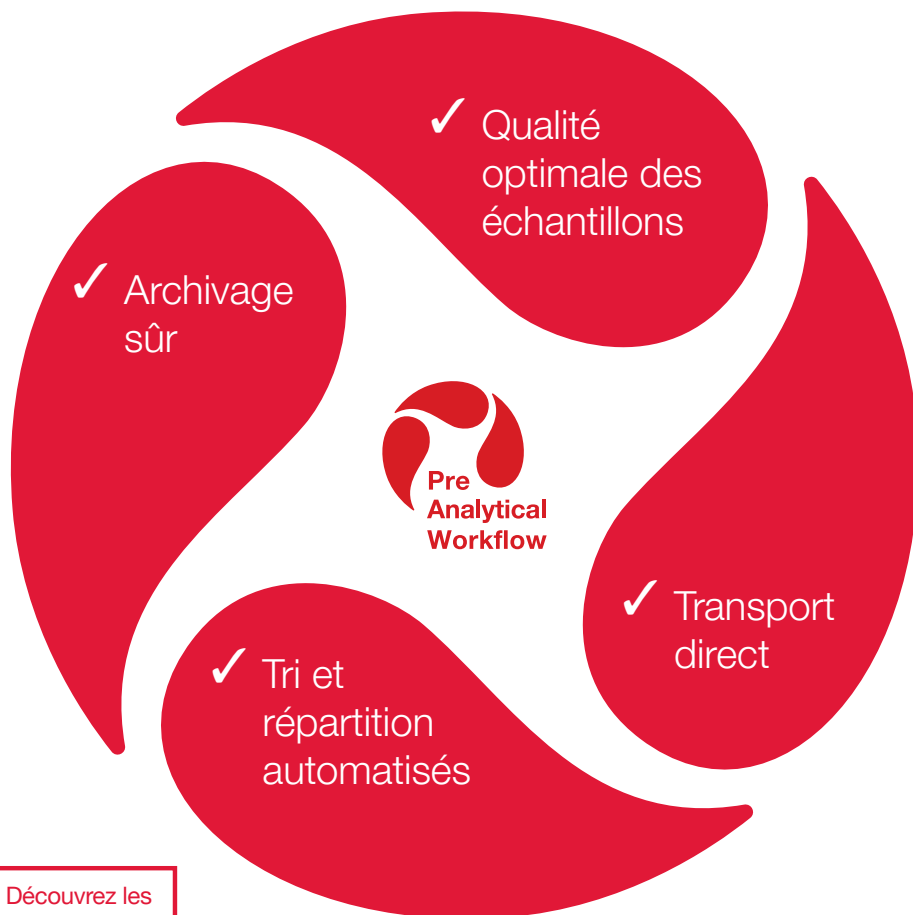 ✓ Qualité
optimale des
échantillons
✓ Archivage
sûr
Pre
Analytical
Workflow
✓ Transport
direct
✓ Tri et
répartition
automatisés
Découvrez les